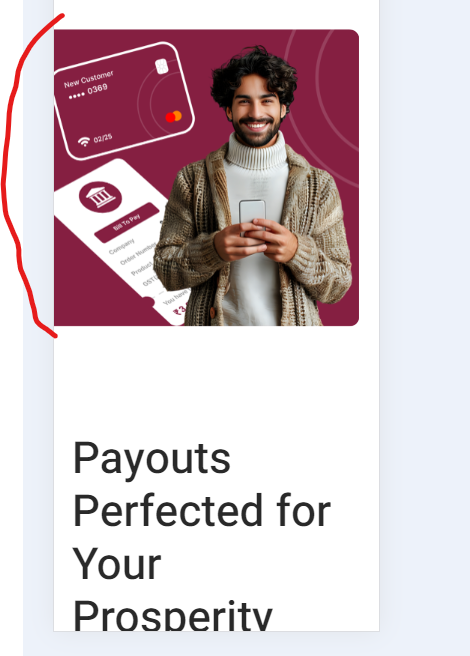 New Customer
•••• 0369
02/25
Bill To Pay
Company
Order Number
Product
GST
You have
Payouts
Perfected for
Your
Prosperity